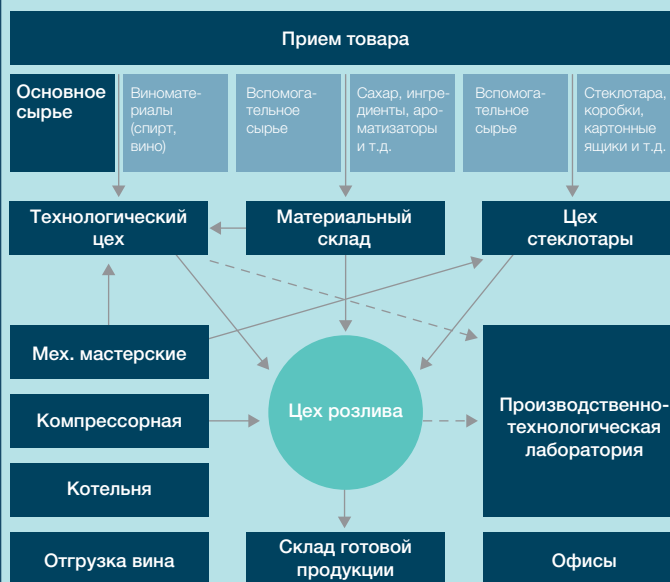 Прием товара
Основное
сырье
Виномате-
риалы
(спирт,
вино)
Вспомога-
тельное
сырье
Сахар, ингре-
диенты, аро-
матизаторы
и т.д.
Вспомога-
тельное
сырье
Стеклотара,
коробки,
картонные
ящики и т.д.
Технологический
цех
Материальный
склад
Цех
стеклотары
Мех. мастерские
Компрессорная
Котельня
Отгрузка вина
Цех розлива
Склад готовой
продукции
Производственно-
технологическая
лаборатория
Офисы